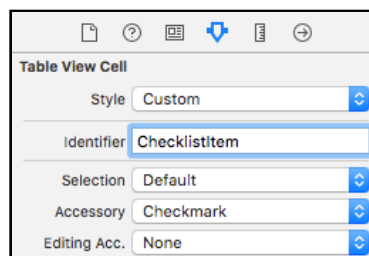 Table View Cell
Style Custom
Identifier ChecklistItem
Selection Default
Accessory Checkmark
Editing Acc. None